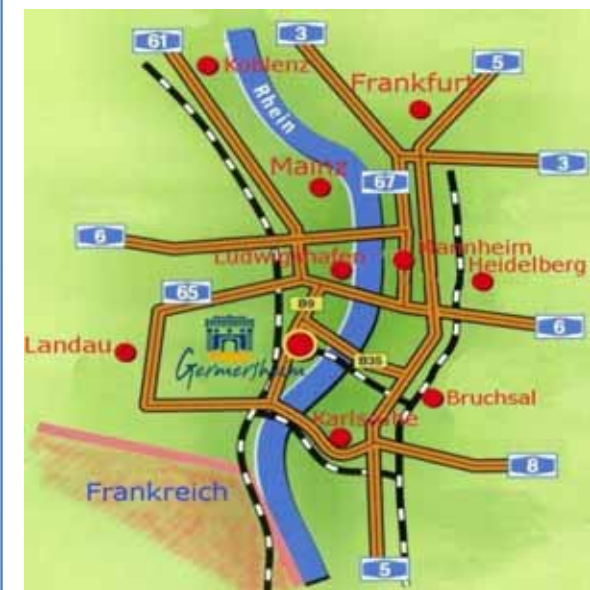 61
3
Koblenz
5
Rhein
Frankfurt
3
Mainz
67
6
Ludwigshafen
Mannheim
Heidelberg
65
B9
6
Landau
Germersheim
B35
Bruchsal
Karlsruhe
8
Frankreich
5